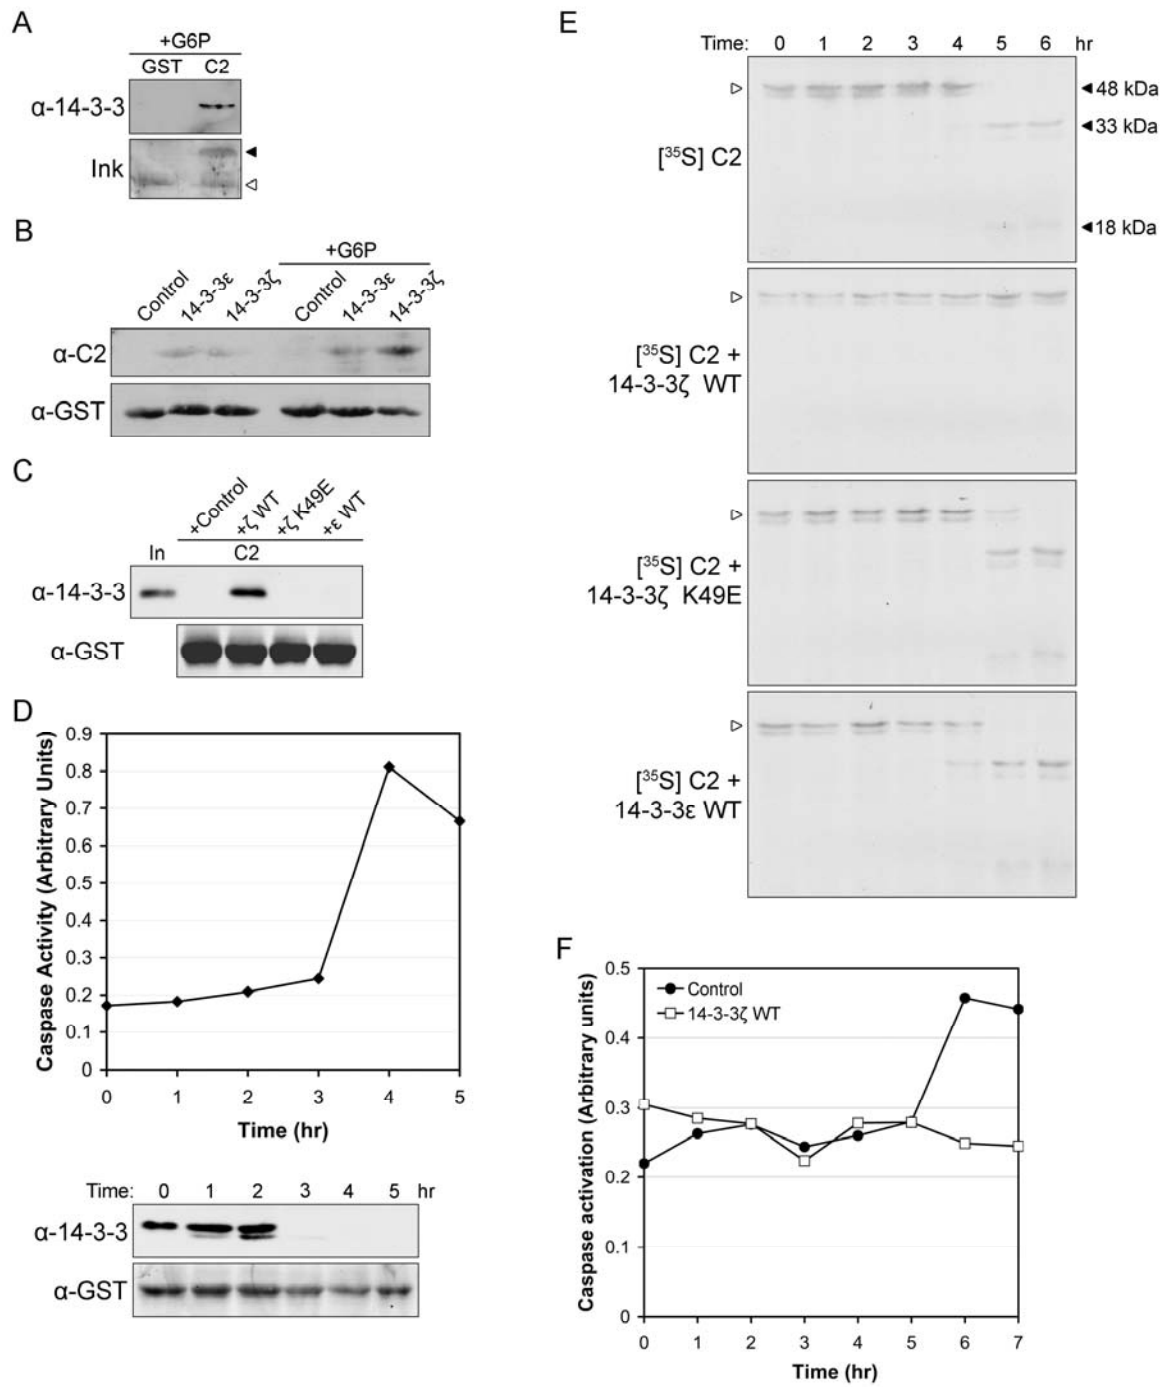 A
+G6P
GST C2
α-14-3-3
Ink
B
+G6P
Control 14-3-3ε 14-3-3ζ Control 14-3-3ε 14-3-3ζ
α-C2
α-GST
C
+Control +ζ WT +ζ K49E +ε WT
In C2
α-14-3-3
α-GST
D
Caspase Activity (Arbitrary Units)
0.9
0.8
0.7
0.6
0.5
0.4
0.3
0.2
0.1
0
0 1 2 3 4 5
Time (hr)
Time: 0 1 2 3 4 5 hr
α-14-3-3
α-GST
E
Time: 0 1 2 3 4 5 6 hr
48 kDa
33 kDa
[³⁵S] C2
18 kDa
[³⁵S] C2 +
14-3-3ζ WT
[³⁵S] C2 +
14-3-3ζ K49E
[³⁵S] C2 +
14-3-3ε WT
F
Caspase activation (Arbitrary units)
0.5
0.4
0.3
0.2
0.1
0
Control
14-3-3ζ WT
0 1 2 3 4 5 6 7
Time (hr)